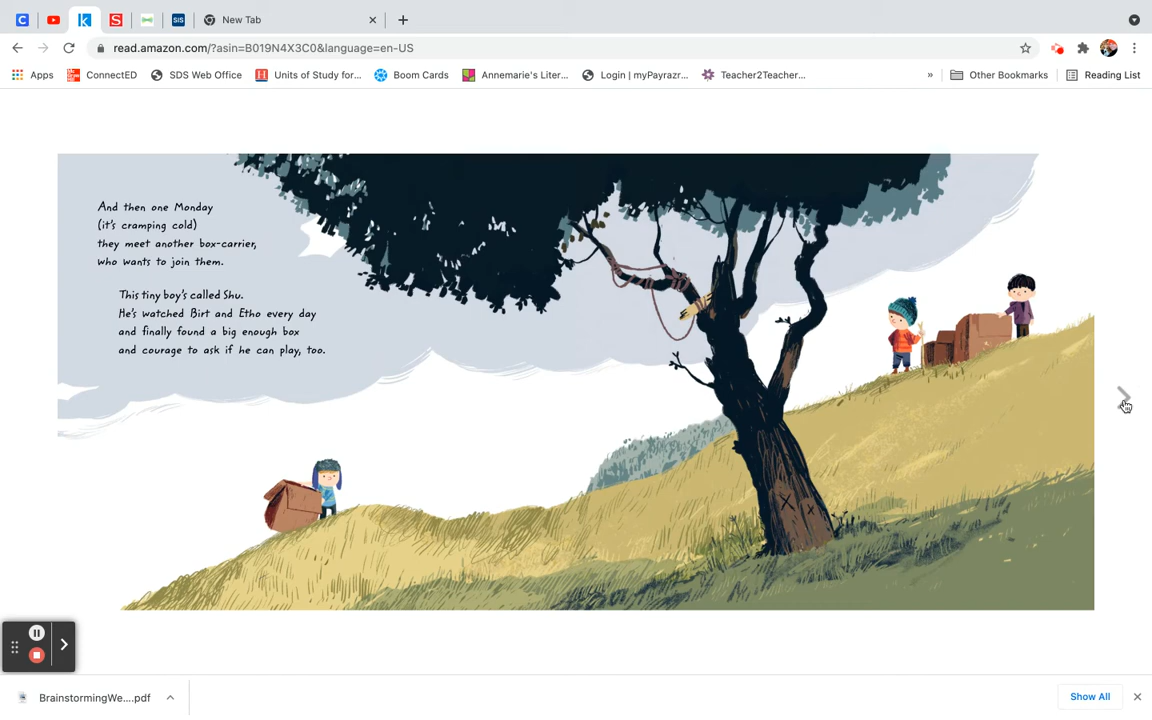 New Tab
read.amazon.com/?asin=B019N4X3C0&language=en-US
Apps ConnectED SDS Web Office Units of Study for... Boom Cards Annemarie's Liter... Login | myPayrazr... Teacher2Teacher... » Other Bookmarks Reading List
And then one Monday
(it's cramping cold)
they meet another box-carrier,
who wants to join them.
This tiny boy's called Shu.
He's watched Birt and Etho every day
and finally found a big enough box
and courage to ask if he can play, too.
BrainstormingWe....pdf Show All